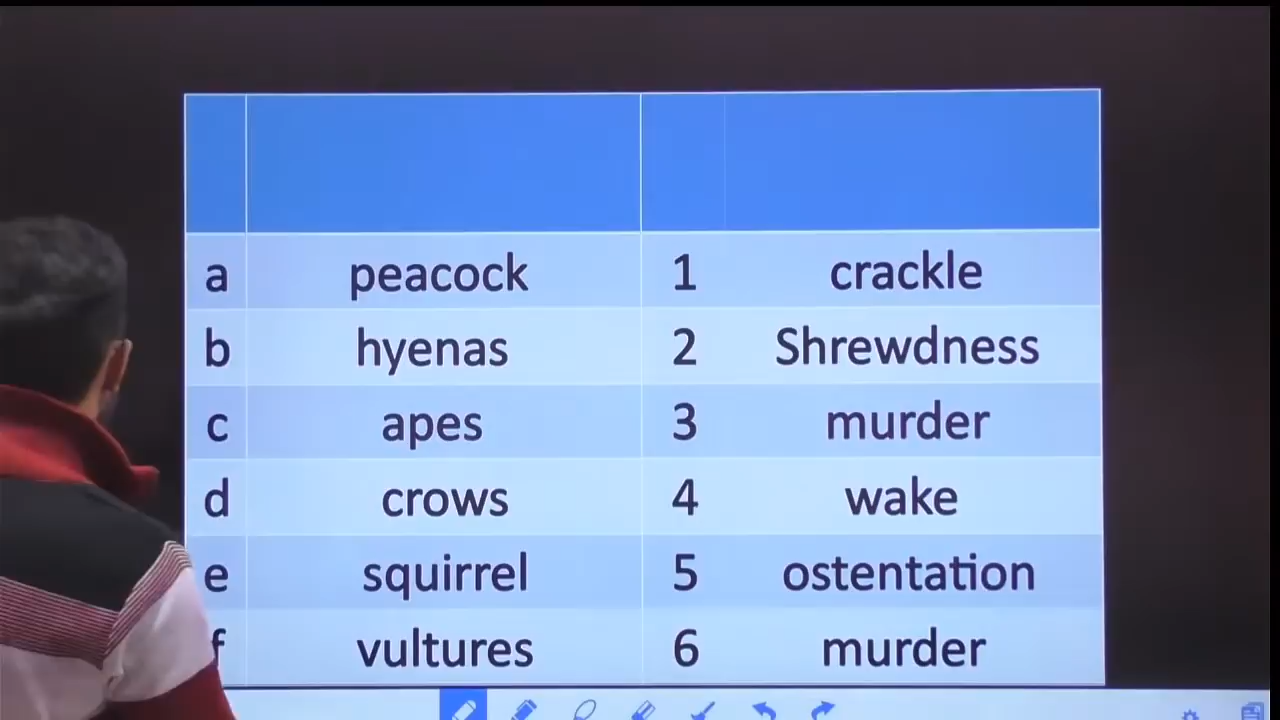 a peacock 1 crackle
b hyenas 2 Shrewdness
c apes 3 murder
d crows 4 wake
e squirrel 5 ostentation
f vultures 6 murder